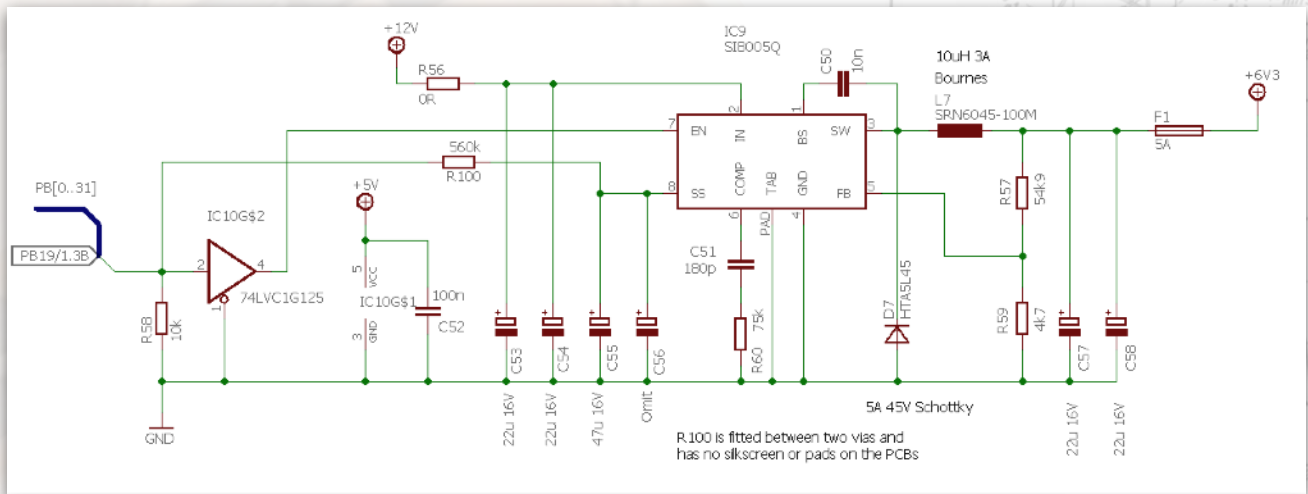 +12V
IC9
SI8005Q
C50
10n
10uH 3A
Bournes
L7
SRN6045-100M
+6V3
F1
5A
R56
0R
2
1
7
EN
IN
BS
SW
3
560k
R100
8
SS
COMP
TAB
GND
FB
5
6
PAD
4
PB[0..31]
PB19/1.3B
IC10G$2
2
4
1
74LVC1G125
+5V
5
VCC
IC10G$1
3
GND
100n
C52
R58
10k
GND
C53
22u 16V
C54
22u 16V
C55
47u 16V
C56
Omit
C51
180p
R60
75k
D7
HTA5L45
5A 45V Schottky
R57
54k9
R59
4k7
C57
22u 16V
C58
22u 16V
R100 is fitted between two vias and
has no silkscreen or pads on the PCBs